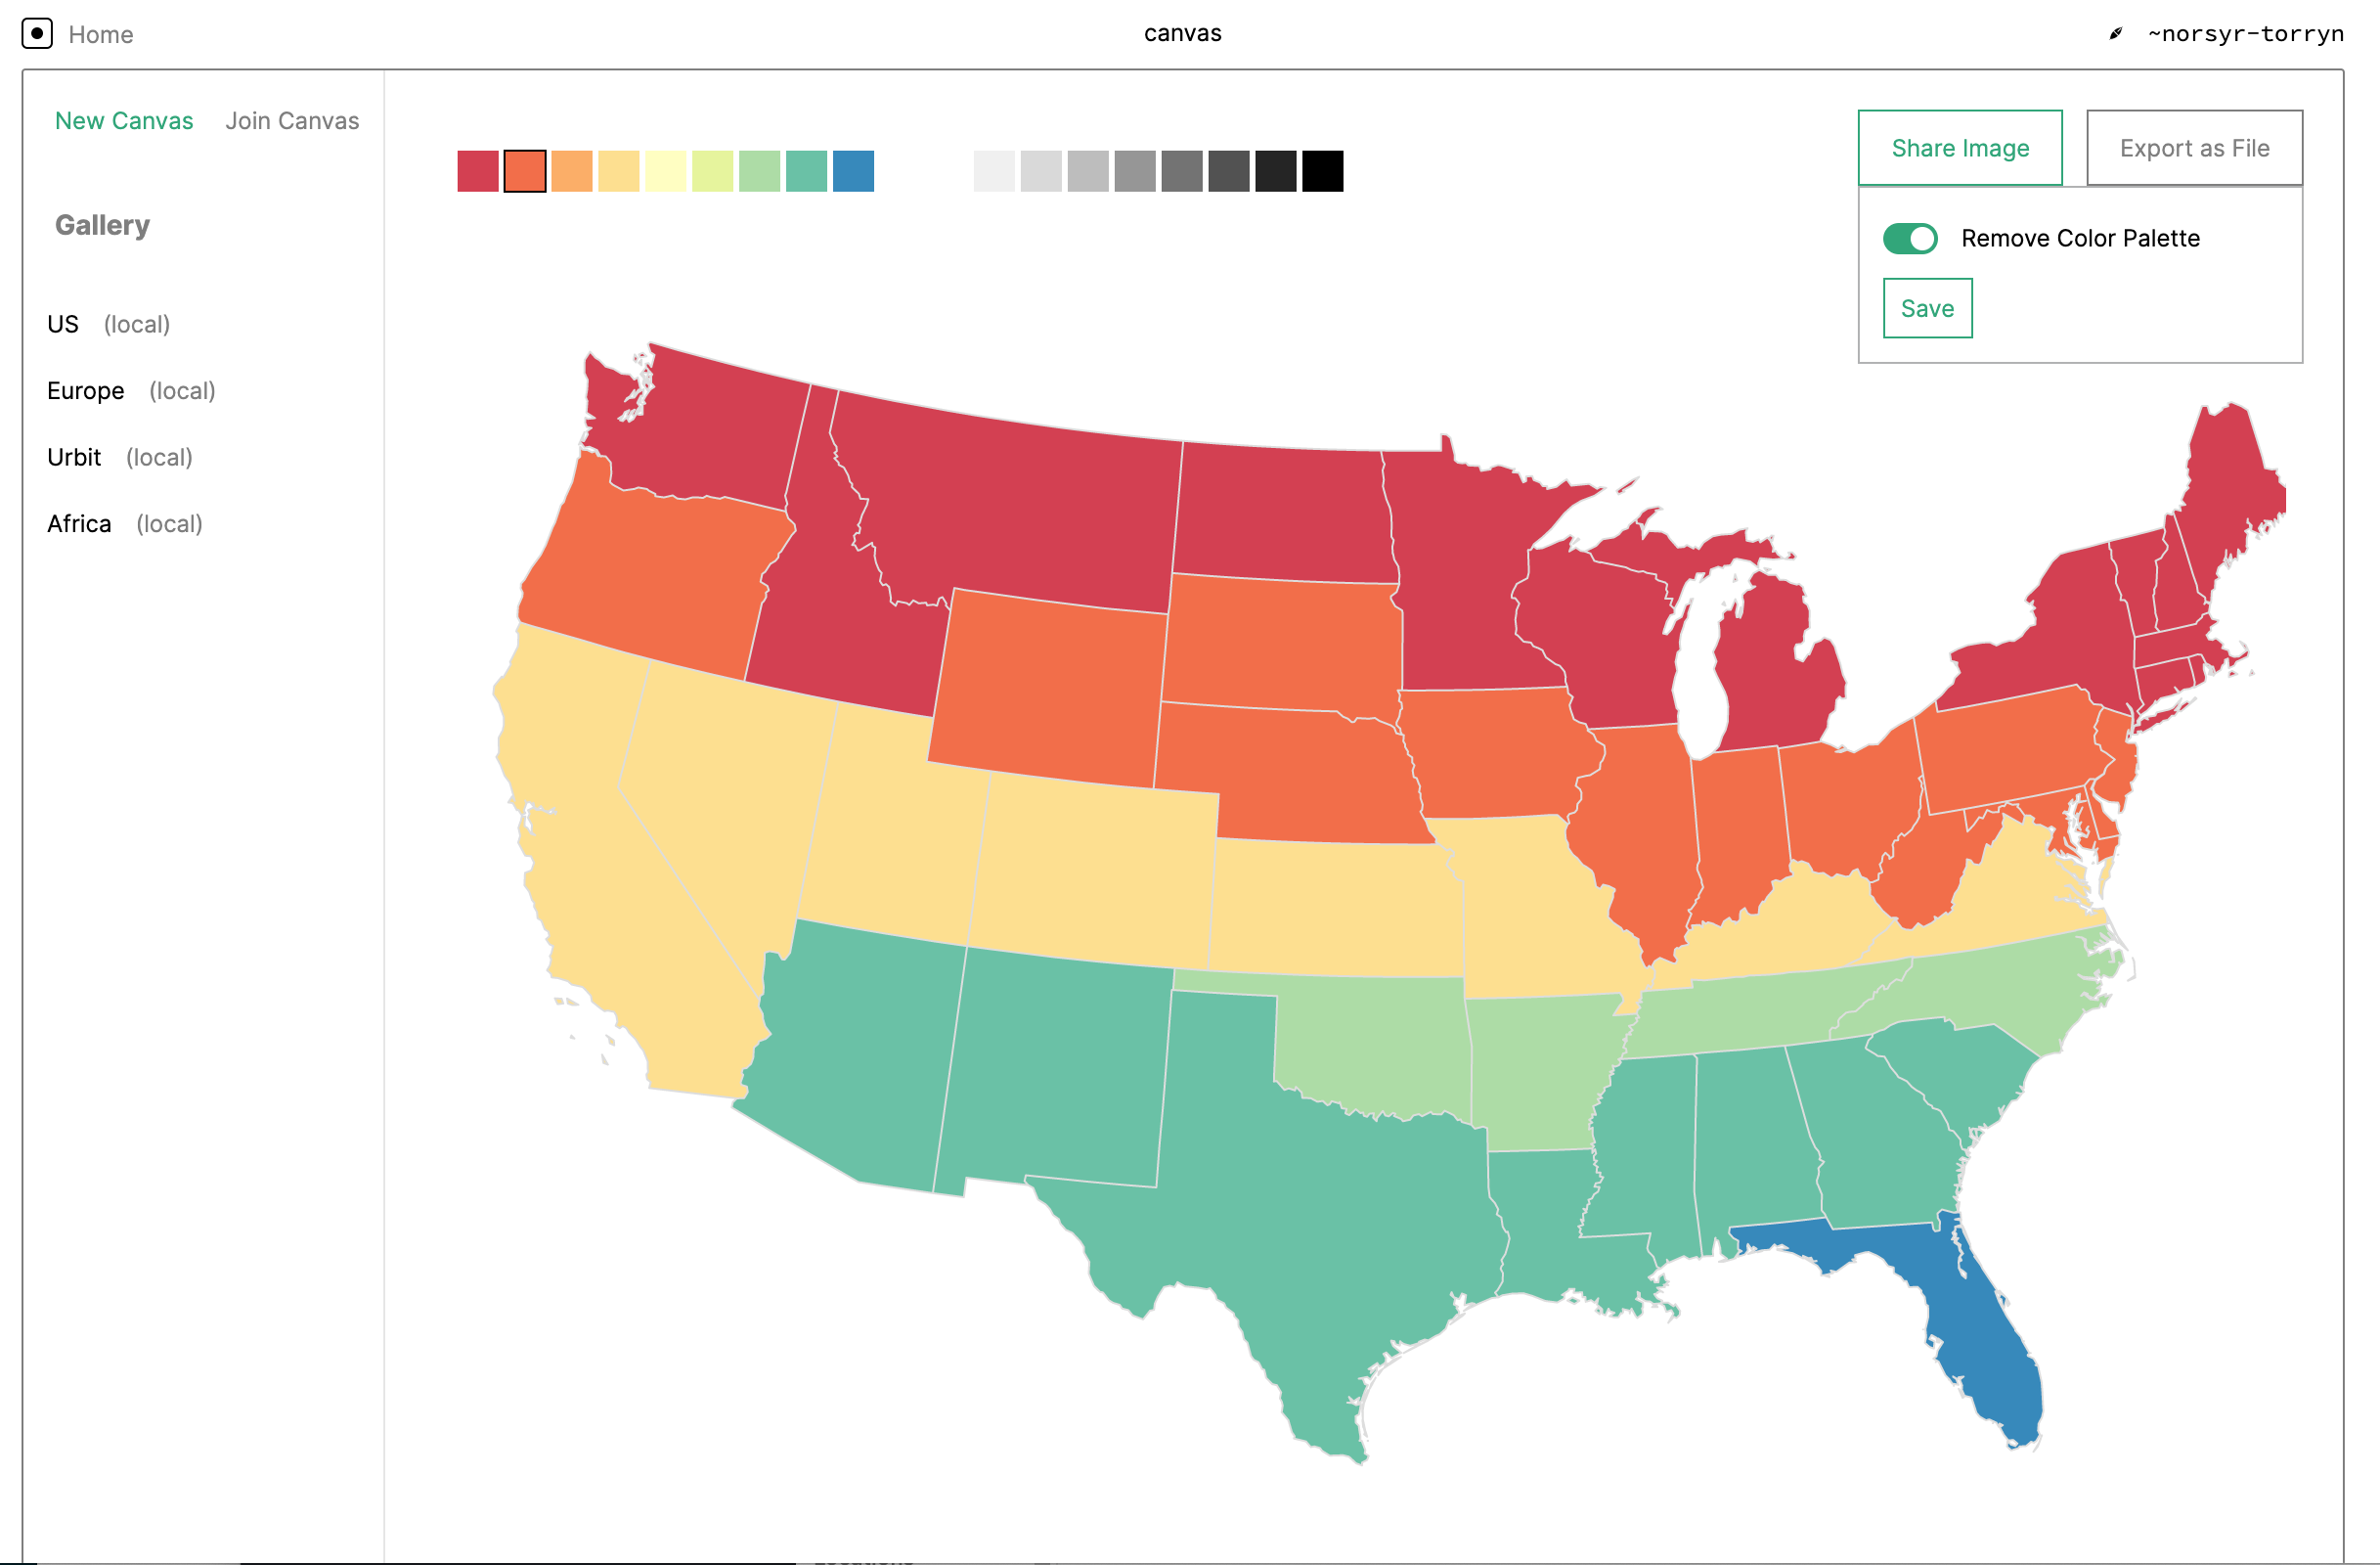 Home
canvas
~norsyr-torryn
New Canvas
Join Canvas
Share Image
Export as File
Remove Color Palette
Save
Gallery
US (local)
Europe (local)
Urbit (local)
Africa (local)